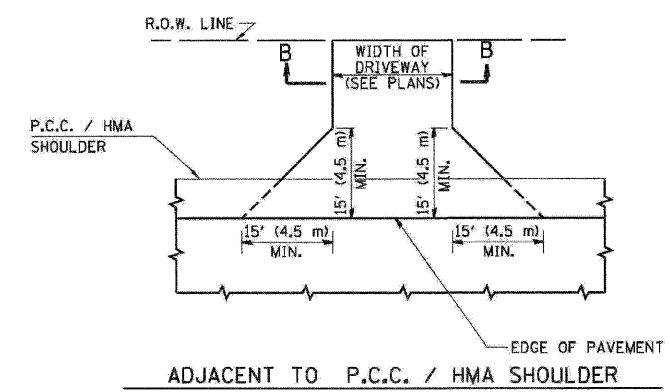 R.O.W. LINE
B
WIDTH OF
DRIVEWAY
(SEE PLANS)
B
P.C.C. / HMA
SHOULDER
15' (4.5 m)
MIN.
15' (4.5 m)
MIN.
15' (4.5 m)
MIN.
15' (4.5 m)
MIN.
EDGE OF PAVEMENT
ADJACENT TO P.C.C. / HMA SHOULDER